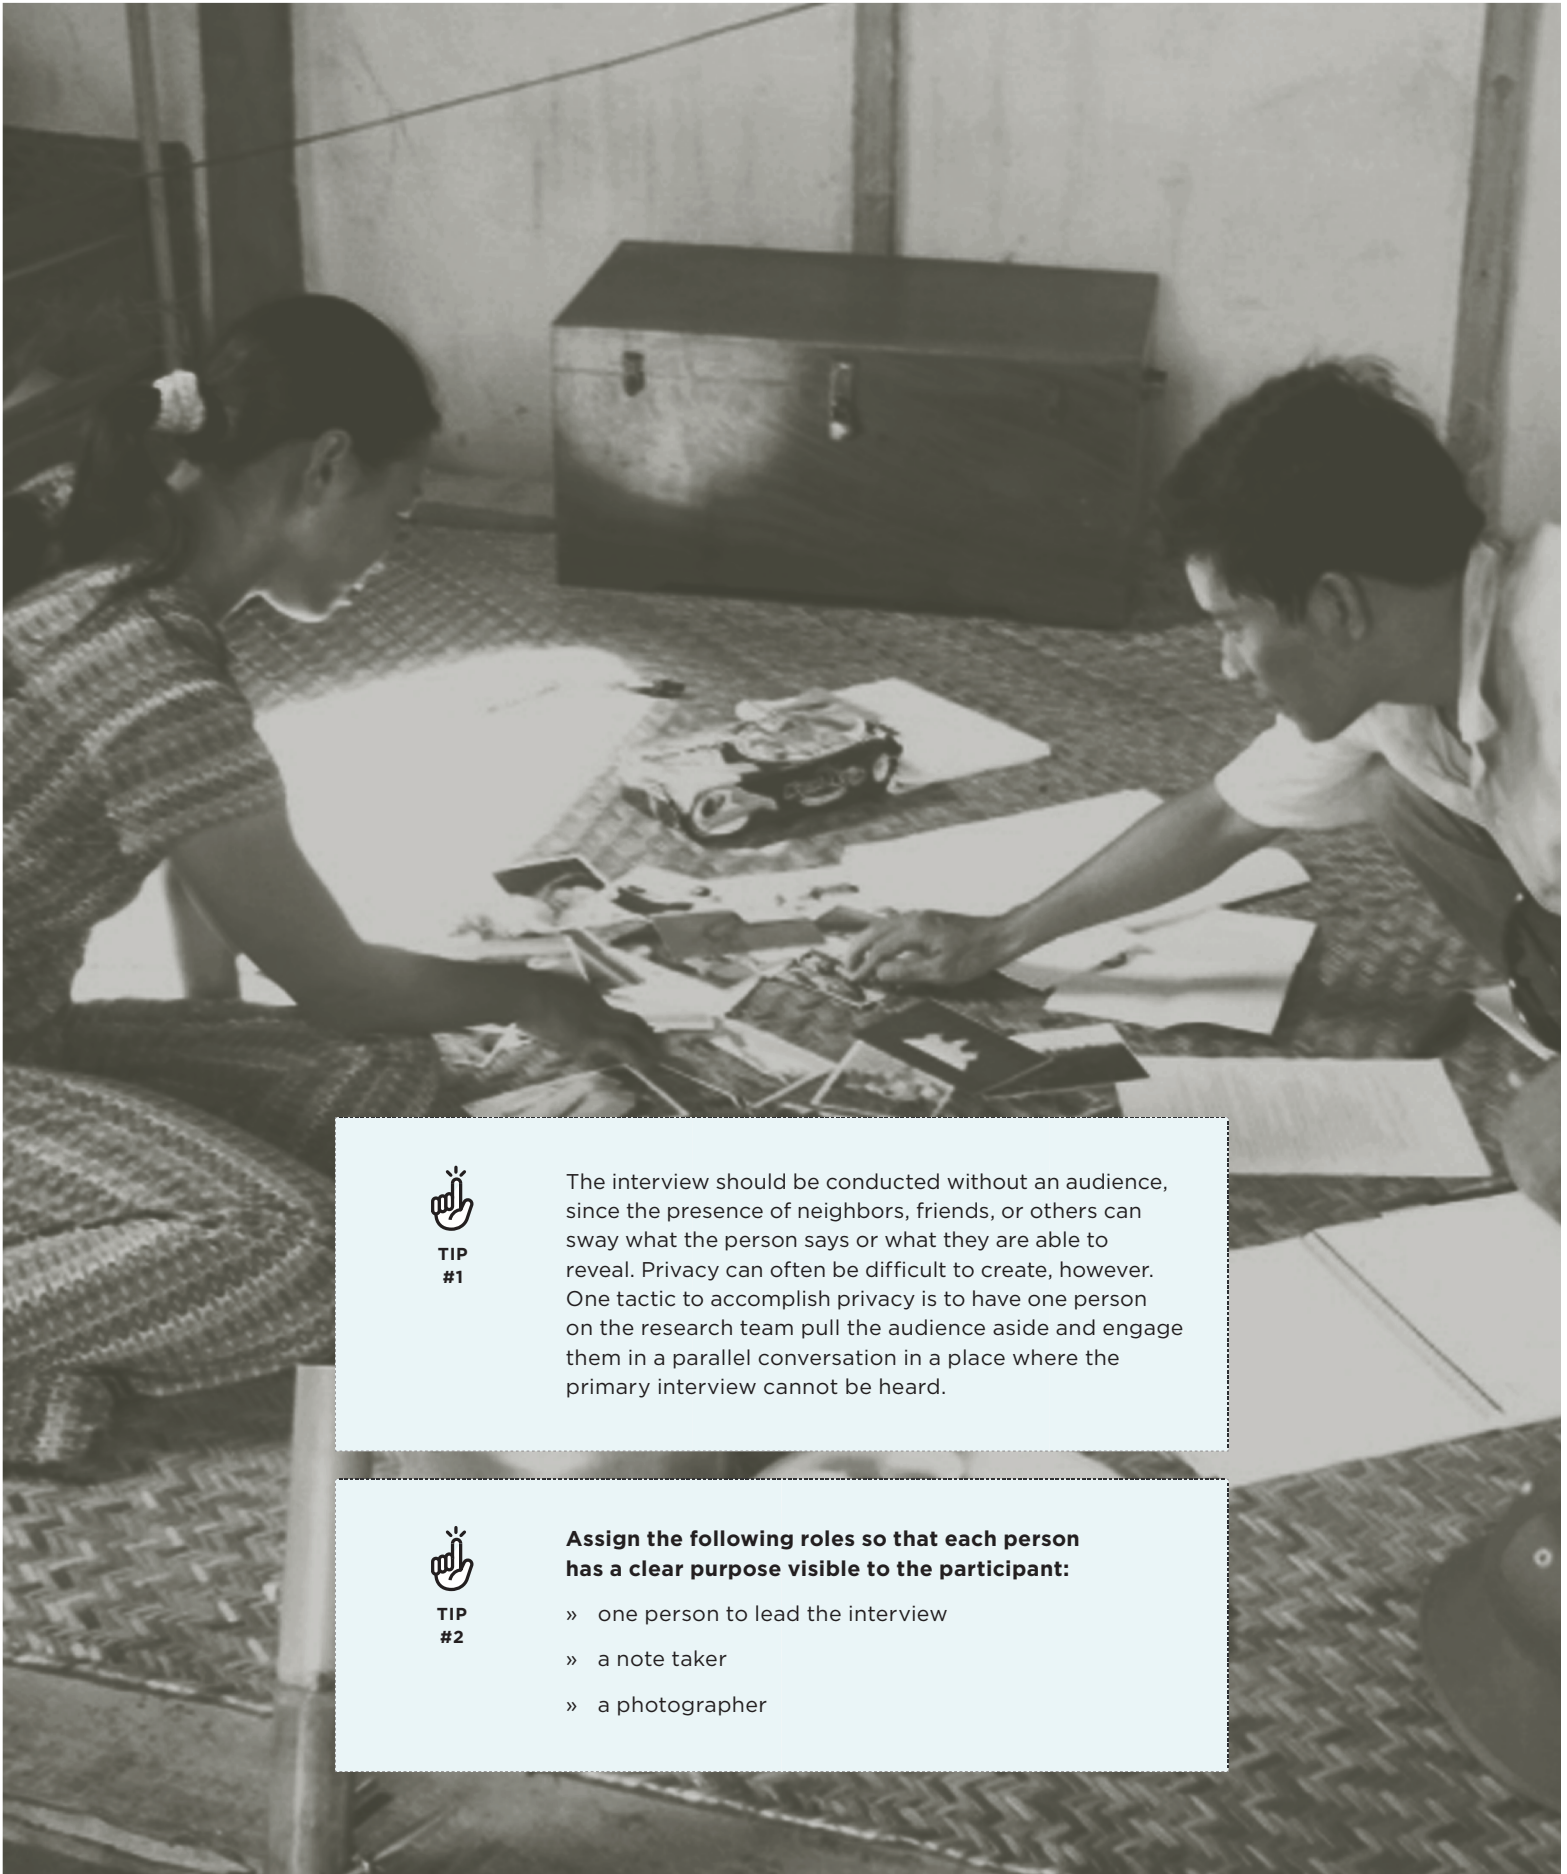 TIP
#1
The interview should be conducted without an audience,
since the presence of neighbors, friends, or others can
sway what the person says or what they are able to
reveal. Privacy can often be difficult to create, however.
One tactic to accomplish privacy is to have one person
on the research team pull the audience aside and engage
them in a parallel conversation in a place where the
primary interview cannot be heard.
TIP
#2
Assign the following roles so that each person
has a clear purpose visible to the participant:
» one person to lead the interview
» a note taker
» a photographer